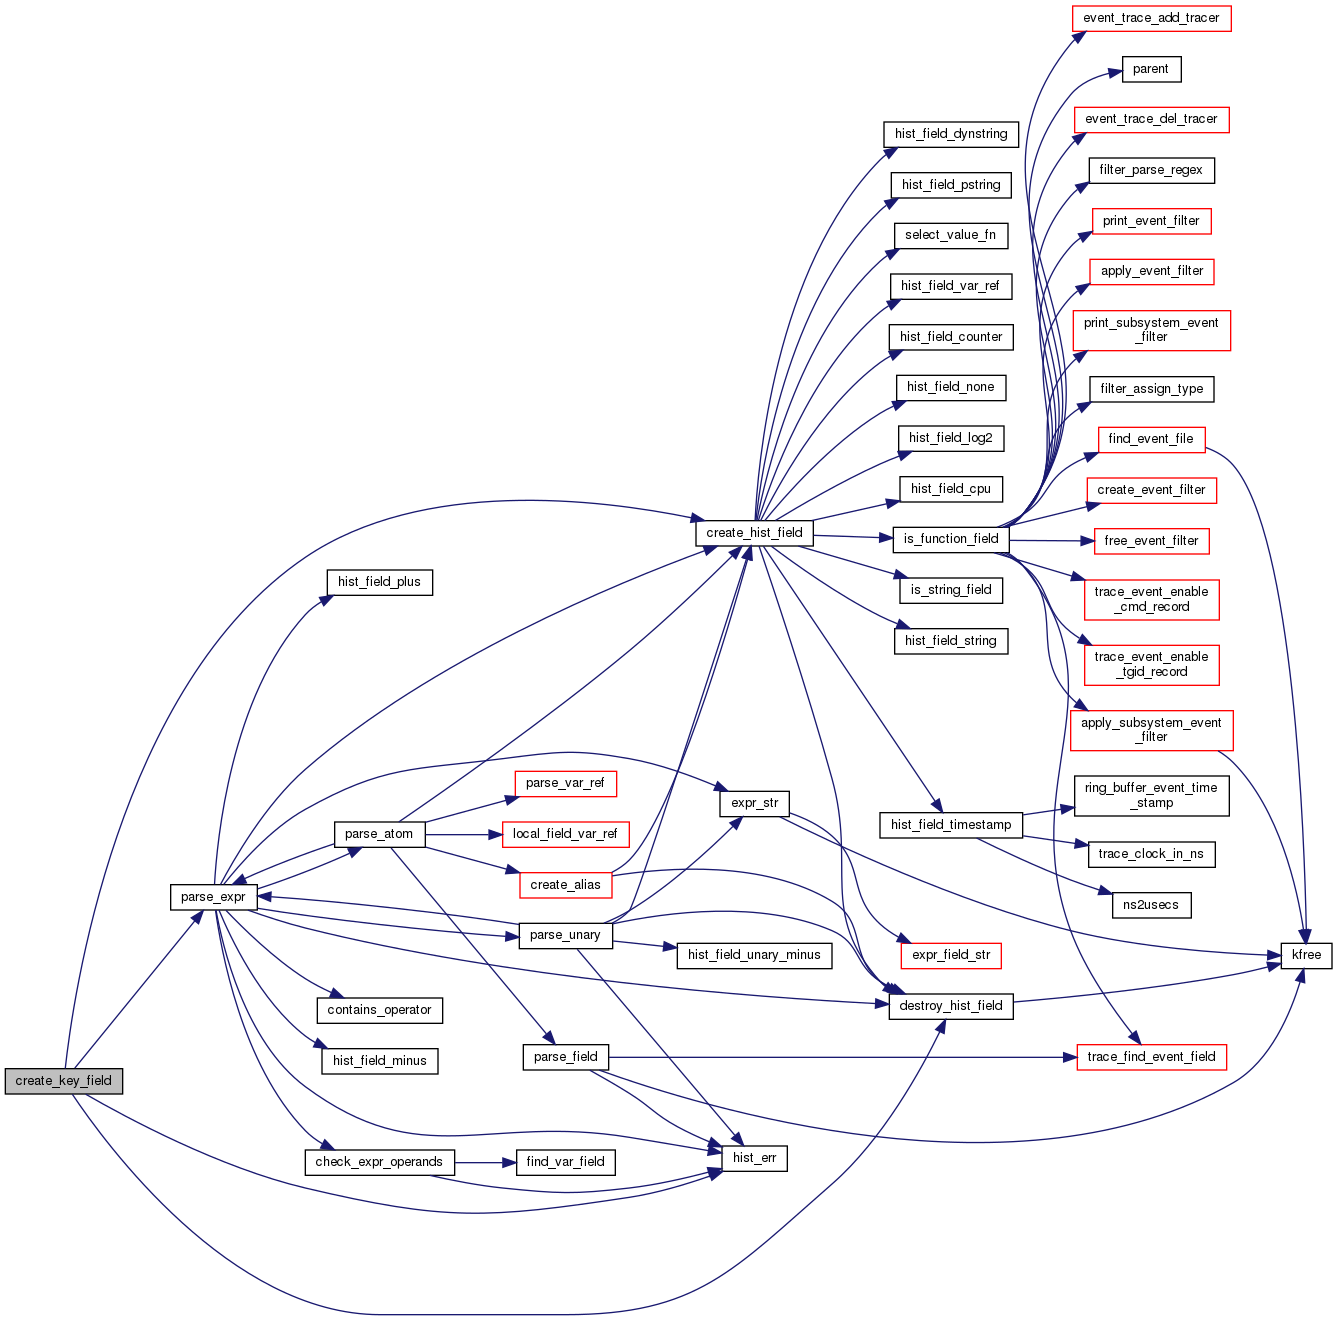 event_trace_add_tracer
parent
event_trace_del_tracer
hist_field_dynstring
filter_parse_regex
hist_field_pstring
print_event_filter
select_value_fn
apply_event_filter
hist_field_var_ref
print_subsystem_event
_filter
hist_field_counter
hist_field_none
filter_assign_type
hist_field_log2
find_event_file
hist_field_cpu
create_event_filter
create_hist_field
is_function_field
free_event_filter
hist_field_plus
is_string_field
trace_event_enable
_cmd_record
hist_field_string
trace_event_enable
_tgid_record
apply_subsystem_event
_filter
parse_var_ref
expr_str
ring_buffer_event_time
_stamp
parse_atom
local_field_var_ref
hist_field_timestamp
trace_clock_in_ns
create_alias
parse_expr
ns2usecs
parse_unary
hist_field_unary_minus
expr_field_str
kfree
contains_operator
destroy_hist_field
hist_field_minus
parse_field
trace_find_event_field
create_key_field
check_expr_operands
find_var_field
hist_err